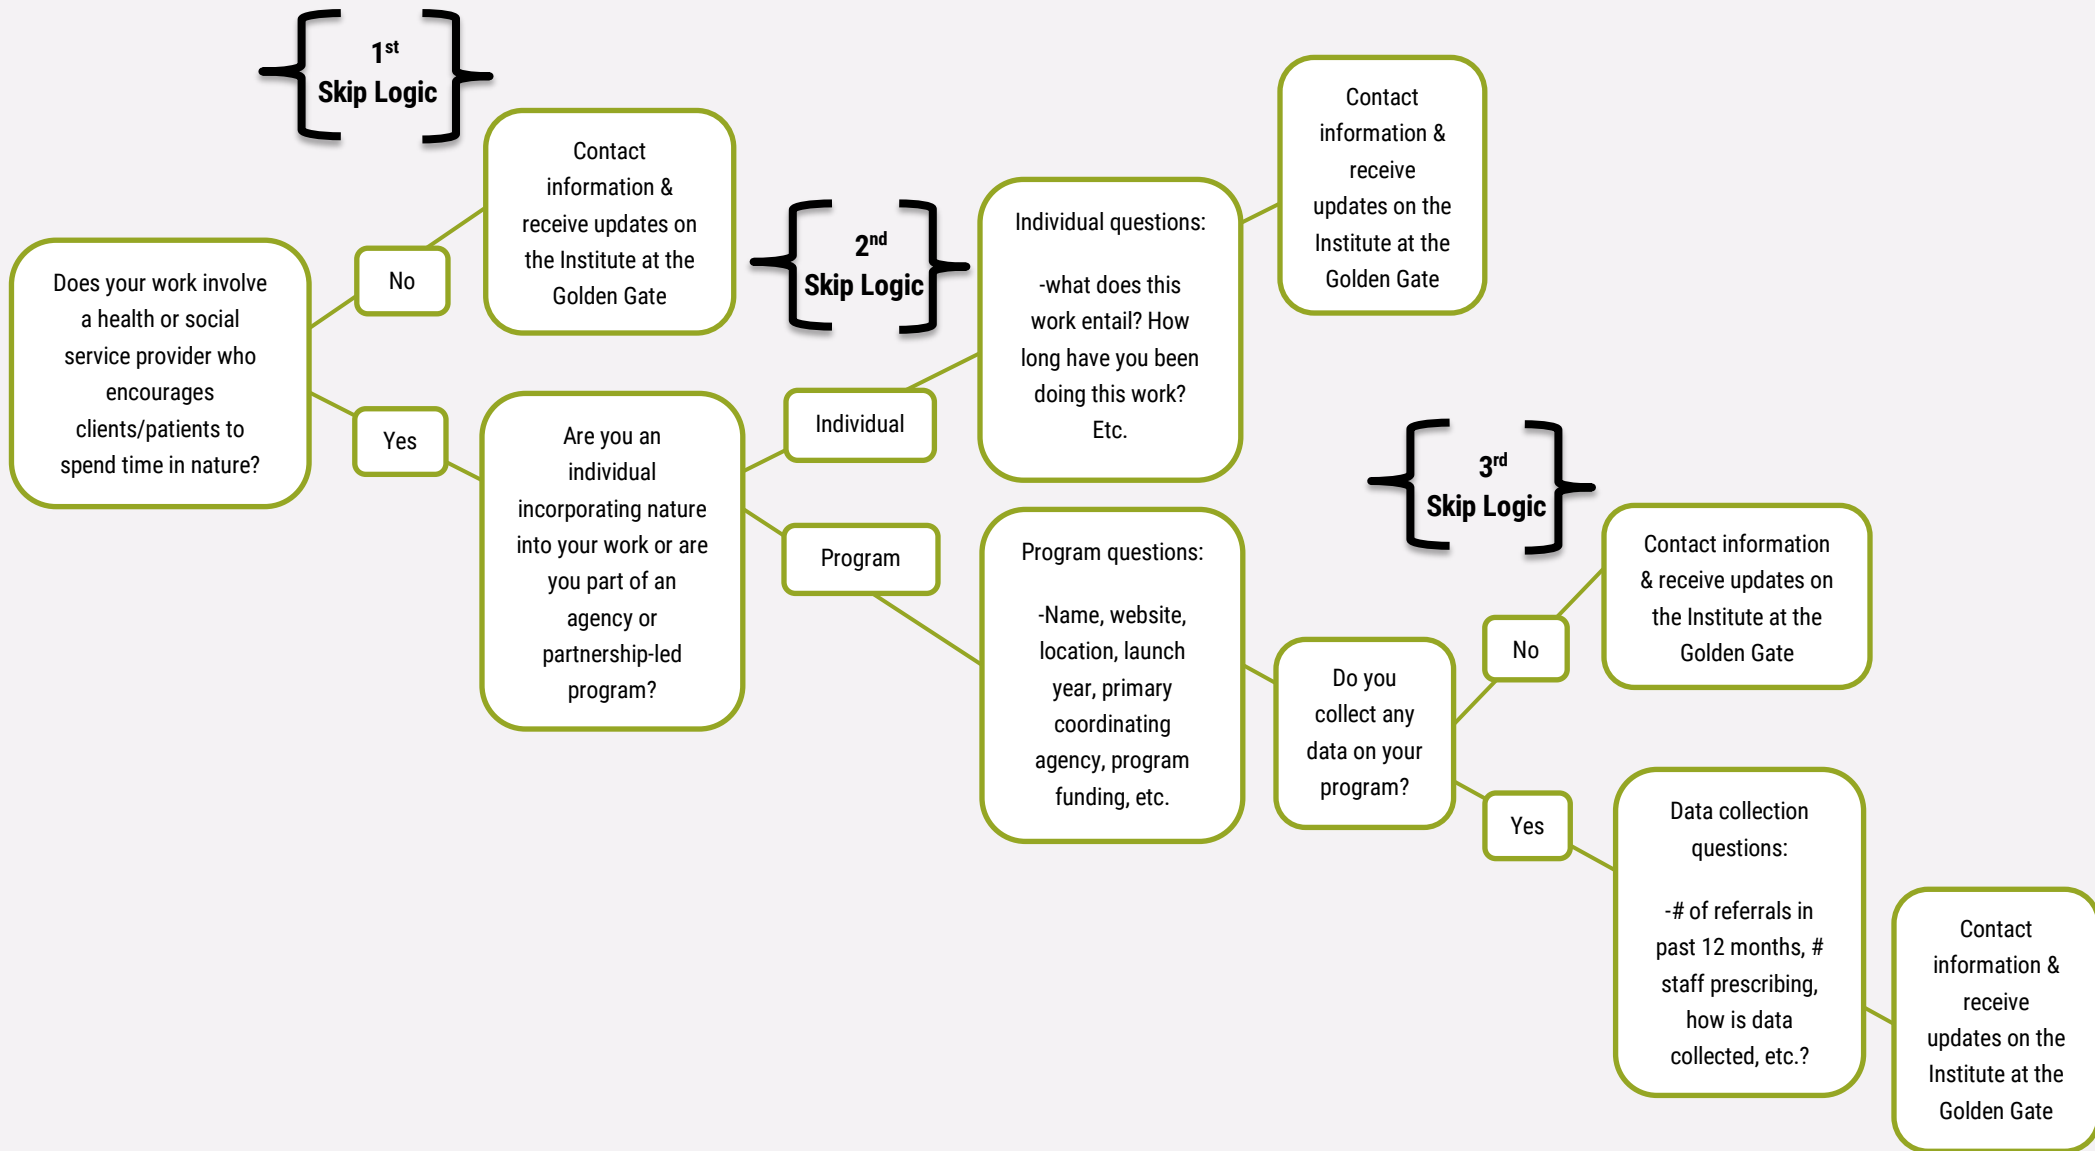 1st
Skip Logic
Does your work involve
a health or social
service provider who
encourages
clients/patients to
spend time in nature?
No
Contact
information &
receive updates on
the Institute at the
Golden Gate
Yes
Are you an
individual
incorporating nature
into your work or are
you part of an
agency or
partnership-led
program?
2nd
Skip Logic
Individual
Individual questions:
-what does this
work entail? How
long have you been
doing this work?
Etc.
Contact
information &
receive
updates on the
Institute at the
Golden Gate
Program
Program questions:
-Name, website,
location, launch
year, primary
coordinating
agency, program
funding, etc.
Do you
collect any
data on your
program?
3rd
Skip Logic
No
Contact information
& receive updates on
the Institute at the
Golden Gate
Yes
Data collection
questions:
-# of referrals in
past 12 months, #
staff prescribing,
how is data
collected, etc.?
Contact
information &
receive
updates on the
Institute at the
Golden Gate